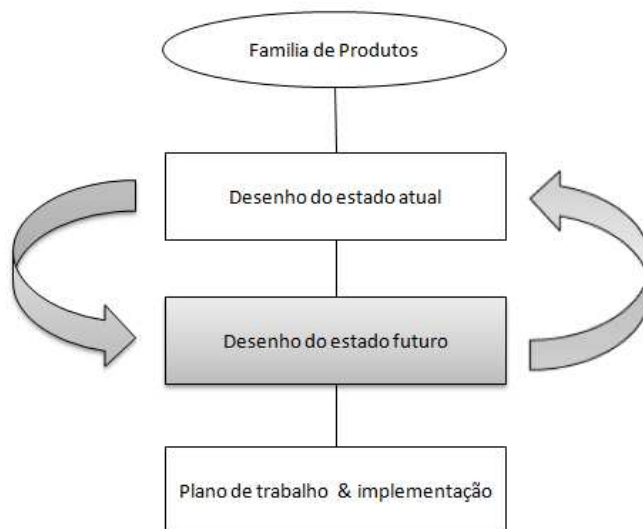 Familia de Produtos
Desenho do estado atual
Desenho do estado futuro
Plano de trabalho & implementação